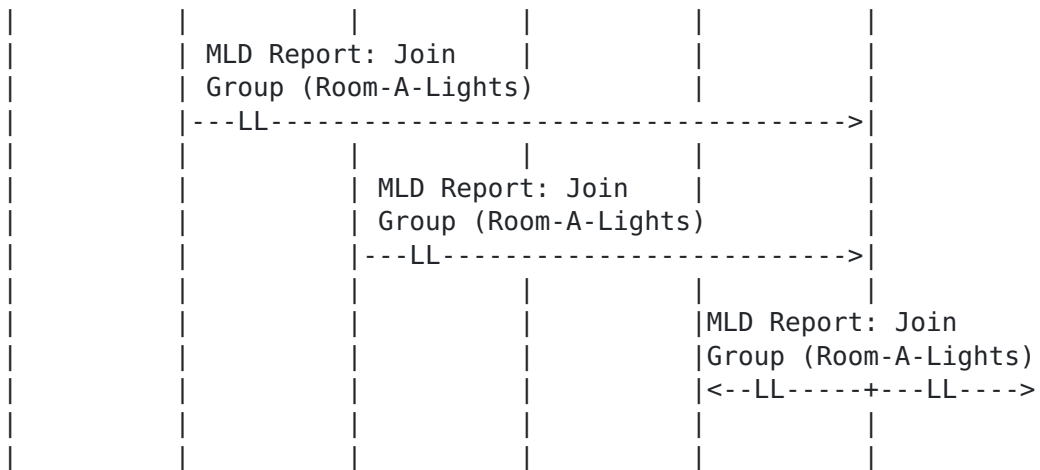 |          |          |          |          |          |
|          | MLD Report: Join    |          |          |
|          | Group (Room-A-Lights)          |          |
|          |---LL------------------------------------->|
|          |          |          |          |          |
|          |          | MLD Report: Join    |          |
|          |          | Group (Room-A-Lights)          |
|          |          |---LL-------------------------->|
|          |          |          |          |          |
|          |          |          |          |MLD Report: Join
|          |          |          |          |Group (Room-A-Lights)
|          |          |          |          |<--LL-----+---LL---->
|          |          |          |          |          |
|          |          |          |          |          |